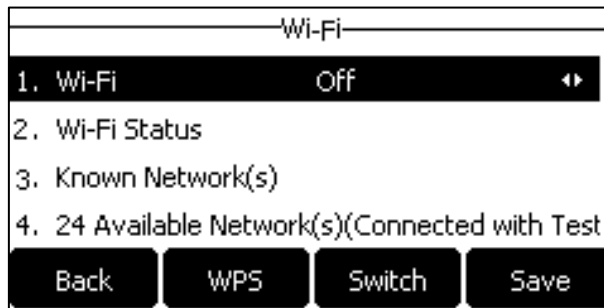 Wi-Fi
1. Wi-Fi Off
2. Wi-Fi Status
3. Known Network(s)
4. 24 Available Network(s)(Connected with Test
Back WPS Switch Save